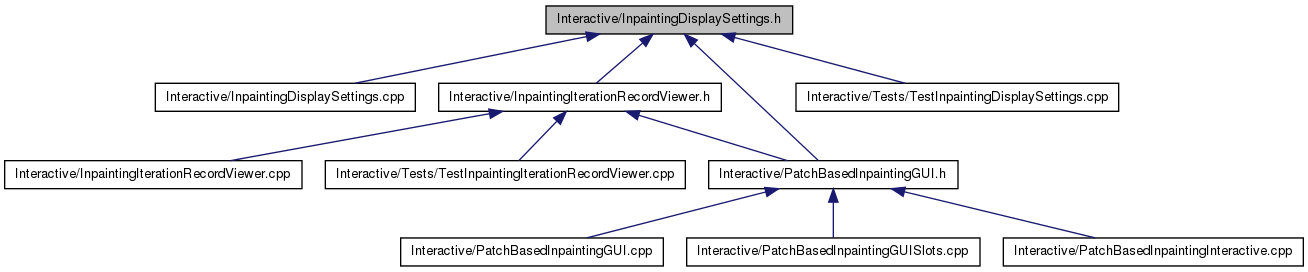 Interactive/InpaintingDisplaySettings.h
Interactive/InpaintingDisplaySettings.cpp
Interactive/InpaintingIterationRecordViewer.h
Interactive/Tests/TestInpaintingDisplaySettings.cpp
Interactive/InpaintingIterationRecordViewer.cpp
Interactive/Tests/TestInpaintingIterationRecordViewer.cpp
Interactive/PatchBasedInpaintingGUI.h
Interactive/PatchBasedInpaintingGUI.cpp
Interactive/PatchBasedInpaintingGUISlots.cpp
Interactive/PatchBasedInpaintingInteractive.cpp